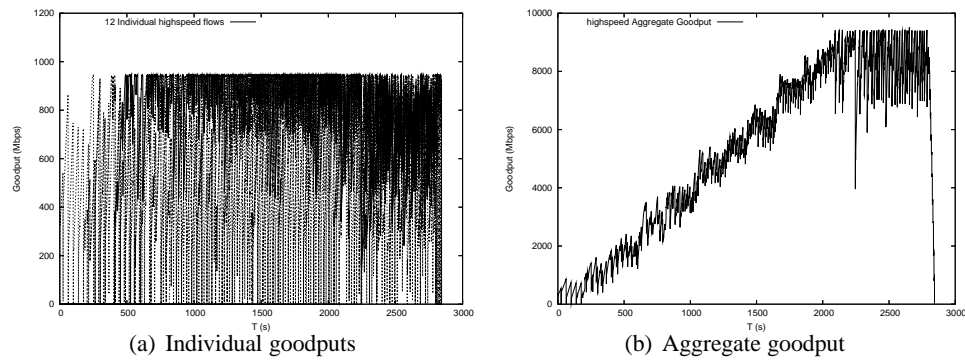 1200
1000
800
600
400
200
0
Goodput (Mbps)
12 Individual highspeed flows
0 500 1000 1500 2000 2500 3000
T (s)
(a) Individual goodputs
10000
8000
6000
4000
2000
0
Goodput (Mbps)
highspeed Aggregate Goodput
0 500 1000 1500 2000 2500 3000
T (s)
(b) Aggregate goodput